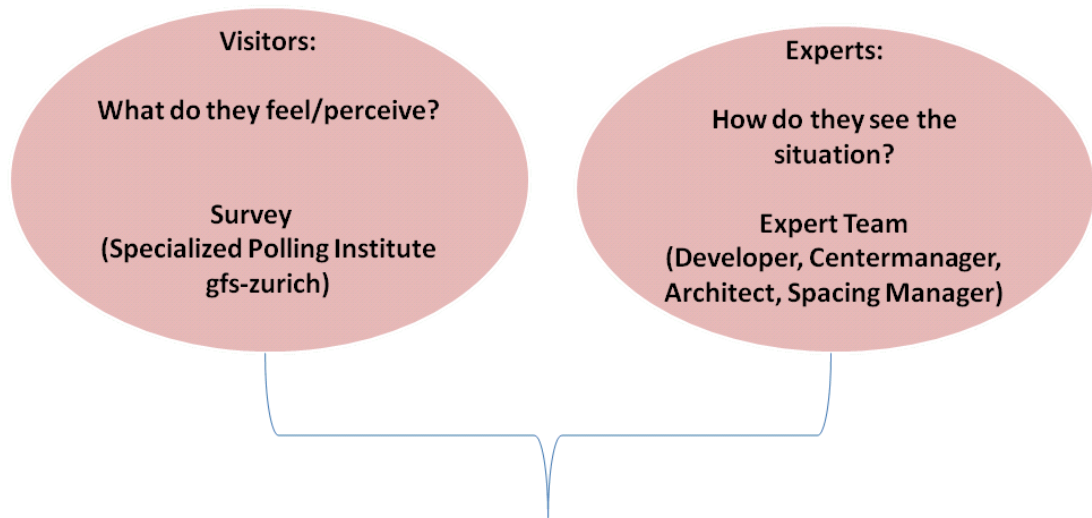 Visitors:
What do they feel/perceive?
Survey
(Specialized Polling Institute
gfs-zurich)
Experts:
How do they see the
situation?
Expert Team
(Developer, Centermanager,
Architect, Spacing Manager)